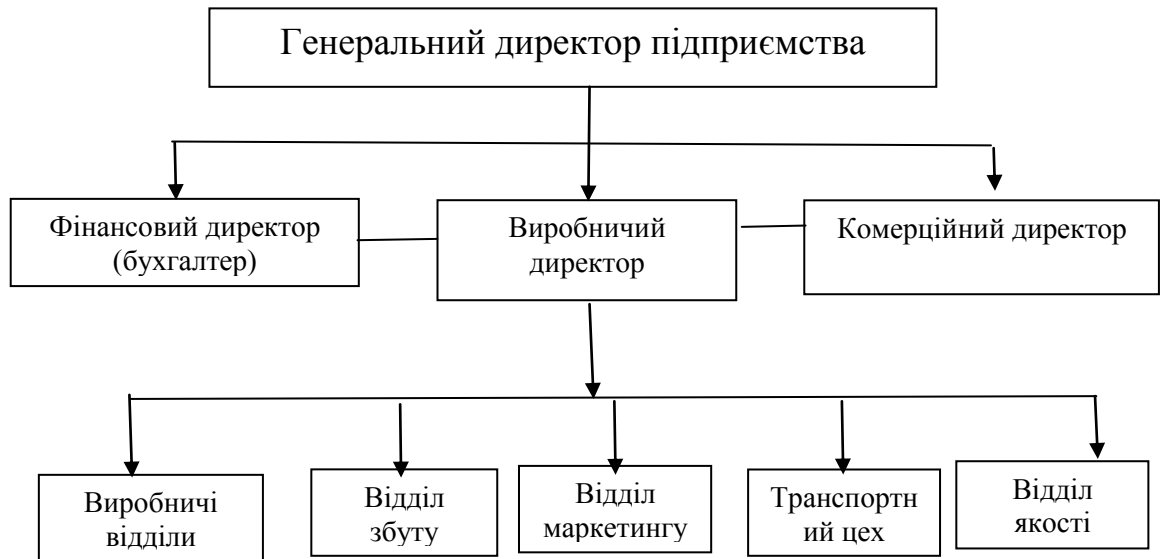 Генеральний директор підприємства
Фінансовий директор
(бухгалтер)
Виробничий
директор
Комерційний директор
Виробничі
відділи
Відділ
збуту
Відділ
маркетингу
Транспортн
ий цех
Відділ
якості